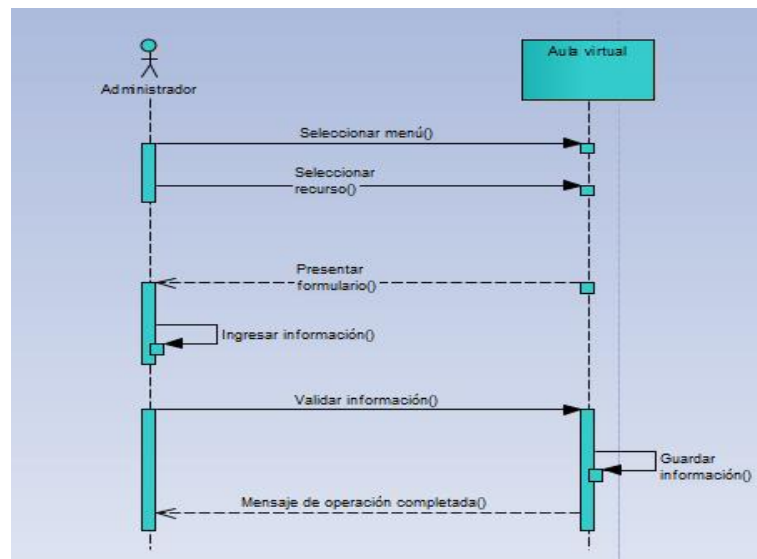 Aula virtual
Administrador
Seleccionar menú()
Seleccionar
recurso()
Presentar
formulario()
Ingresar información()
Validar información()
Guardar
información()
Mensaje de operación completada()